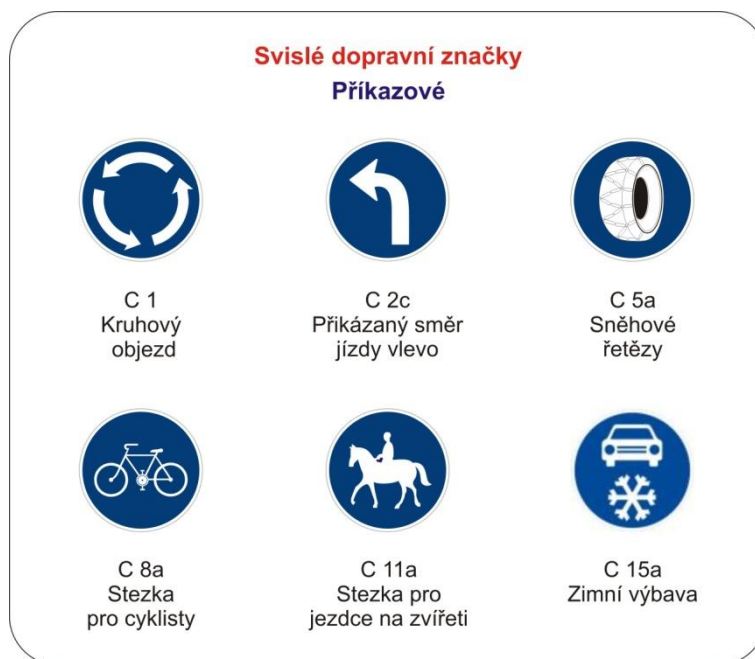 Svislé dopravní značky
Příkazové
C 1
Kruhový
objezd
C 2c
Přikázaný směr
jízdy vlevo
C 5a
Sněhové
řetězy
C 8a
Stezka
pro cyklisty
C 11a
Stezka pro
jezdce na zvířeti
C 15a
Zimní výbava